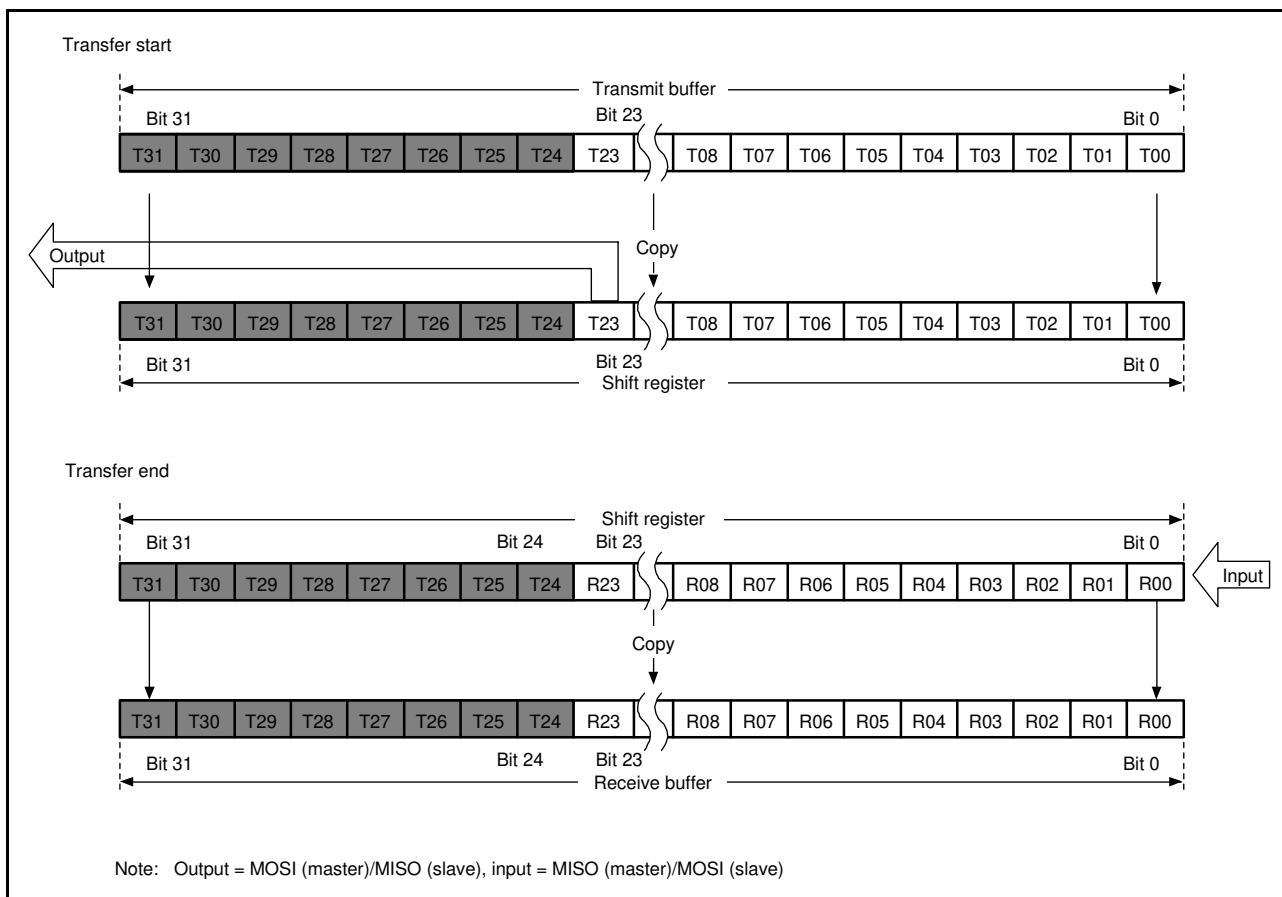 Transfer start
Transmit buffer
Bit 31 Bit 23 Bit 0
T31 T30 T29 T28 T27 T26 T25 T24 T23 T08 T07 T06 T05 T04 T03 T02 T01 T00
Output Copy
T31 T30 T29 T28 T27 T26 T25 T24 T23 T08 T07 T06 T05 T04 T03 T02 T01 T00
Bit 31 Bit 23 Bit 0
Shift register
Transfer end
Shift register
Bit 31 Bit 24 Bit 23 Bit 0
T31 T30 T29 T28 T27 T26 T25 T24 R23 R08 R07 R06 R05 R04 R03 R02 R01 R00 Input
Copy
T31 T30 T29 T28 T27 T26 T25 T24 R23 R08 R07 R06 R05 R04 R03 R02 R01 R00
Bit 31 Bit 24 Bit 23 Bit 0
Receive buffer
Note: Output = MOSI (master)/MISO (slave), input = MISO (master)/MOSI (slave)